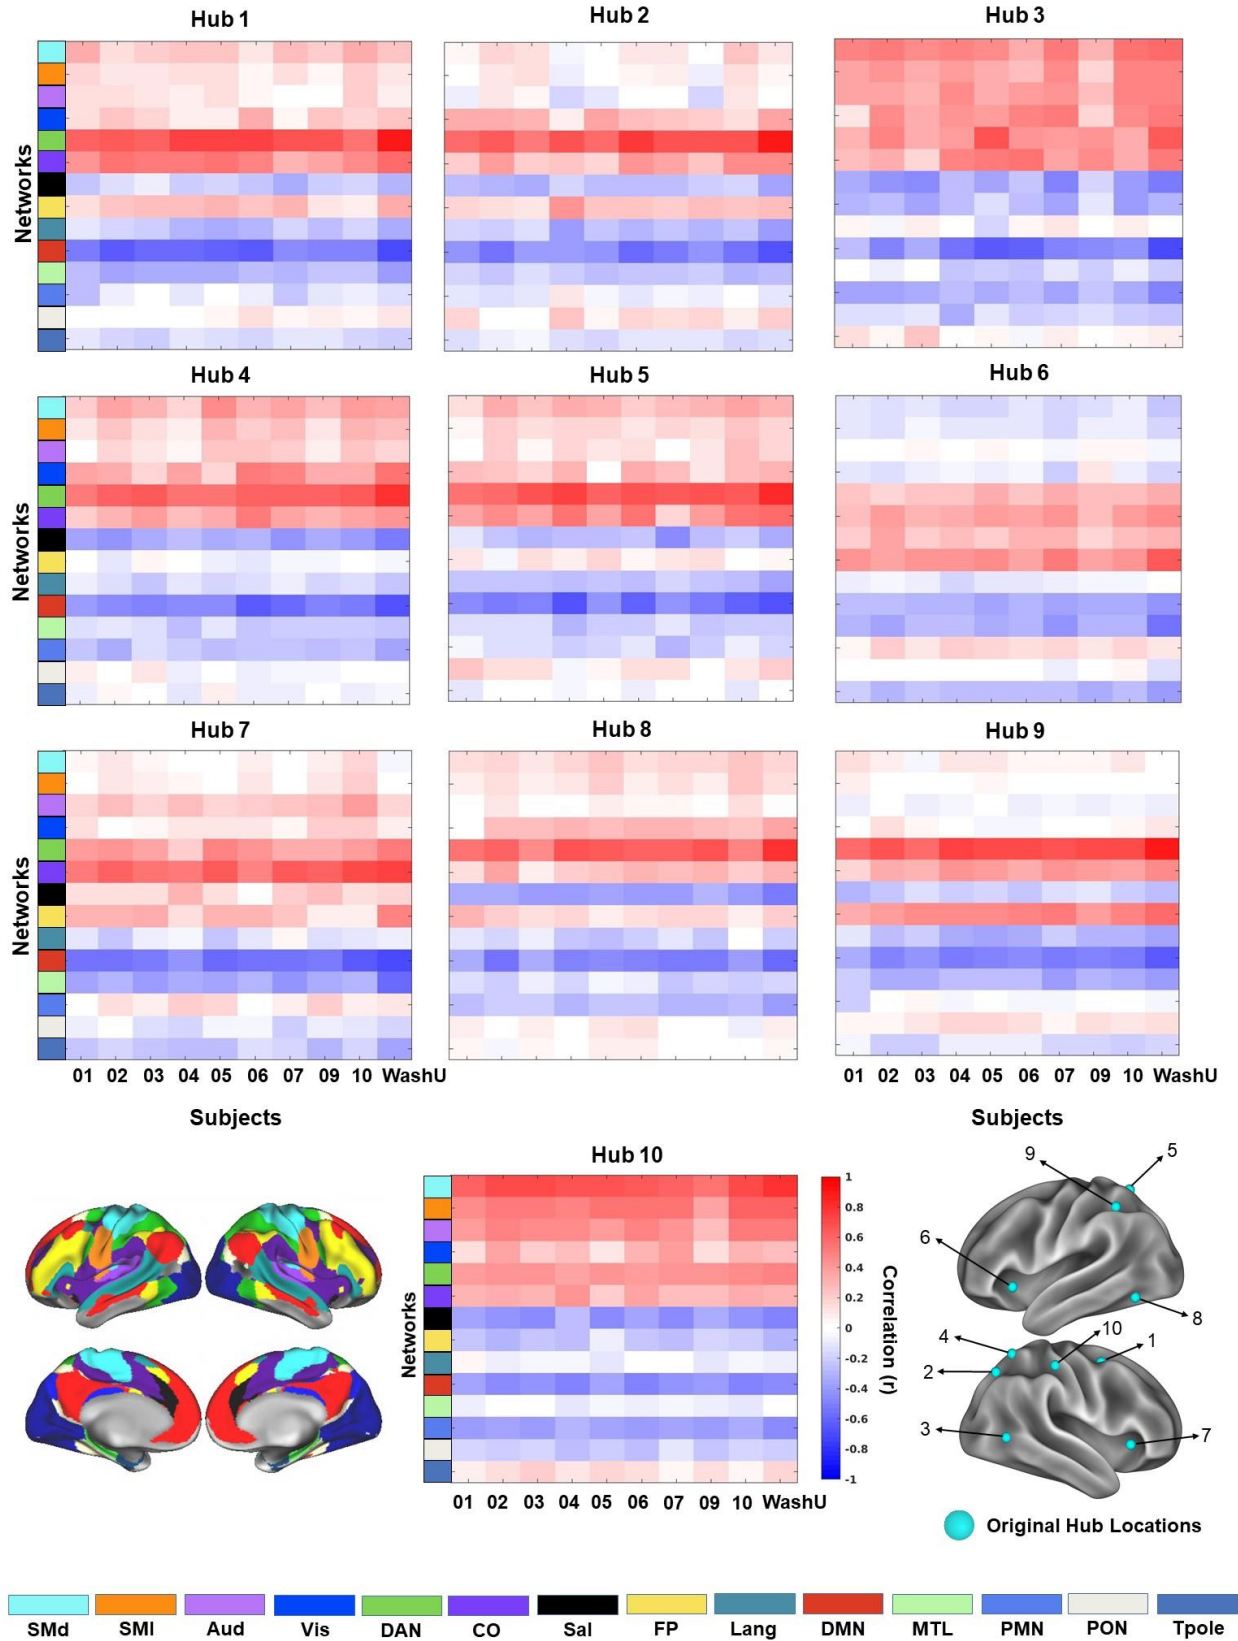 Hub 1
Hub 2
Hub 3
Networks
Hub 4
Hub 5
Hub 6
Networks
Hub 7
Hub 8
Hub 9
Networks
01 02 03 04 05 06 07 09 10 WashU
01 02 03 04 05 06 07 09 10 WashU
Subjects
Subjects
Hub 10
Networks
01 02 03 04 05 06 07 09 10 WashU
1
0.8
0.6
0.4
0.2
0
-0.2
-0.4
-0.6
-0.8
-1
Correlation (r)
9
5
6
8
4
10
1
2
3
7
Original Hub Locations
SMd SMl Aud Vis DAN CO Sal FP Lang DMN MTL PMN PON Tpole